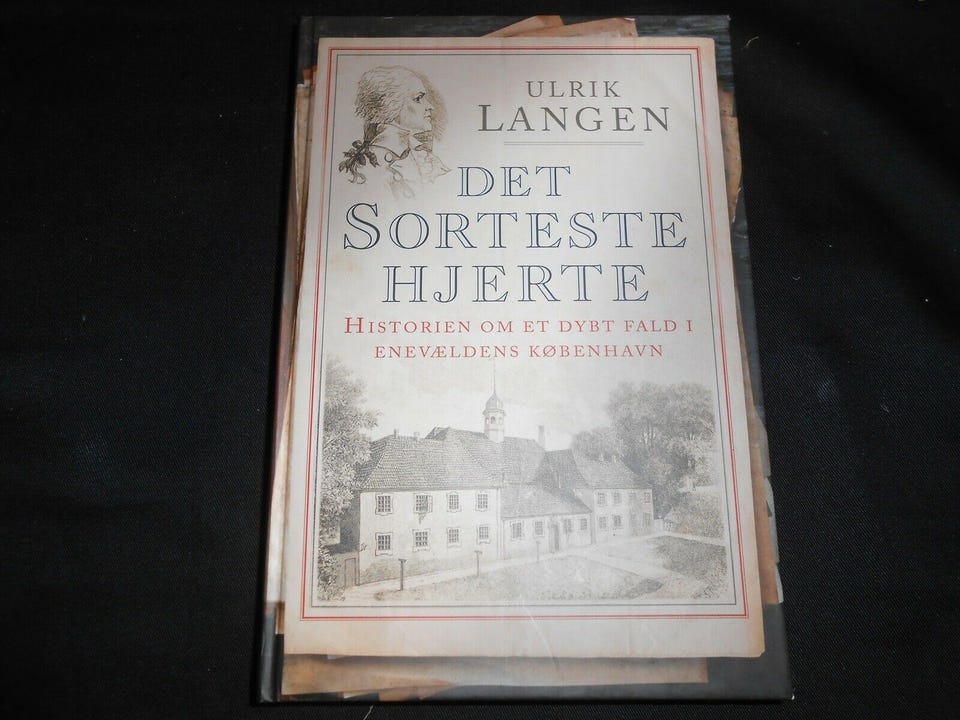 ULRIK
LANGEN
DET
SORTESTE
HJERTE
HISTORIEN OM ET DYBT FALD I
ENEVÆLDENS KØBENHAVN